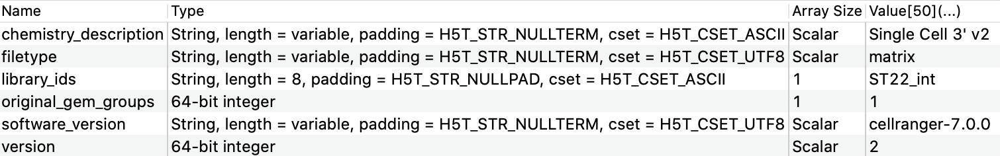 Name Type Array Size Value[50](...)
chemistry_description String, length = variable, padding = H5T_STR_NULLTERM, cset = H5T_CSET_ASCII Scalar Single Cell 3' v2
filetype String, length = variable, padding = H5T_STR_NULLTERM, cset = H5T_CSET_UTF8 Scalar matrix
library_ids String, length = 8, padding = H5T_STR_NULLPAD, cset = H5T_CSET_ASCII 1 ST22_int
original_gem_groups 64-bit integer 1 1
software_version String, length = variable, padding = H5T_STR_NULLTERM, cset = H5T_CSET_UTF8 Scalar cellranger-7.0.0
version 64-bit integer Scalar 2